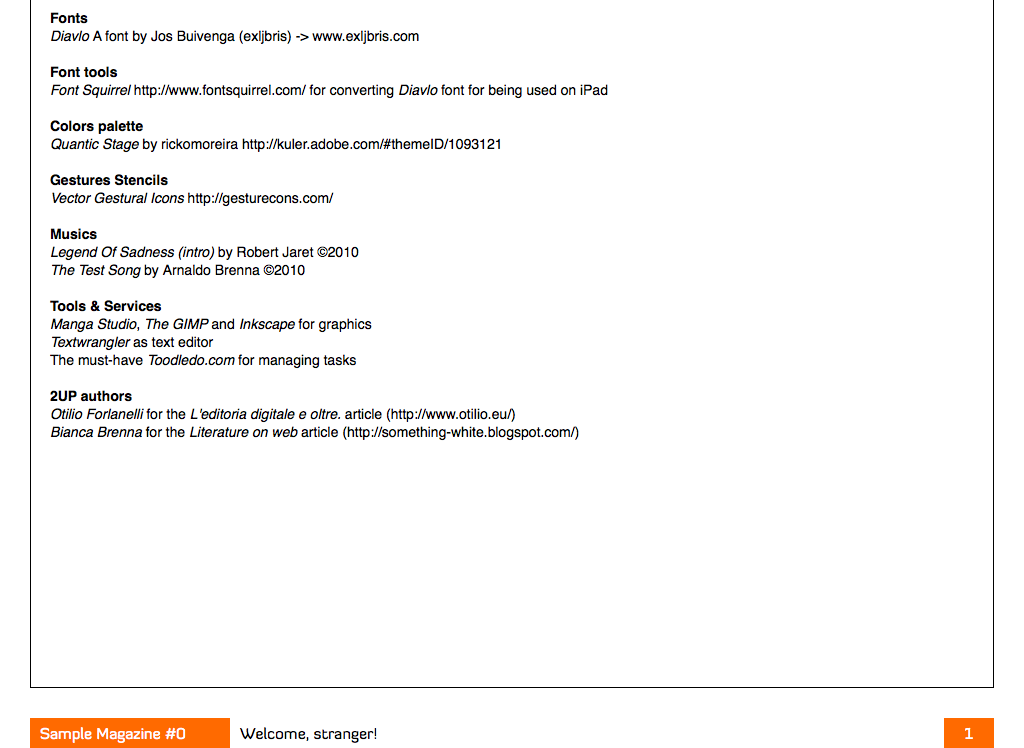 Fonts
Diavlo A font by Jos Buivenga (exljbris) -> www.exljbris.com
Font tools
Font Squirrel http://www.fontsquirrel.com/ for converting Diavlo font for being used on iPad
Colors palette
Quantic Stage by rickomoreira http://kuler.adobe.com/#themeID/1093121
Gestures Stencils
Vector Gestural Icons http://gesturecons.com/
Musics
Legend Of Sadness (intro) by Robert Jaret ©2010
The Test Song by Arnaldo Brenna ©2010
Tools & Services
Manga Studio, The GIMP and Inkscape for graphics
Textwrangler as text editor
The must-have Toodledo.com for managing tasks
2UP authors
Otilio Forlanelli for the L'editoria digitale e oltre. article (http://www.otilio.eu/)
Bianca Brenna for the Literature on web article (http://something-white.blogspot.com/)
Sample Magazine #0 Welcome, stranger! 1